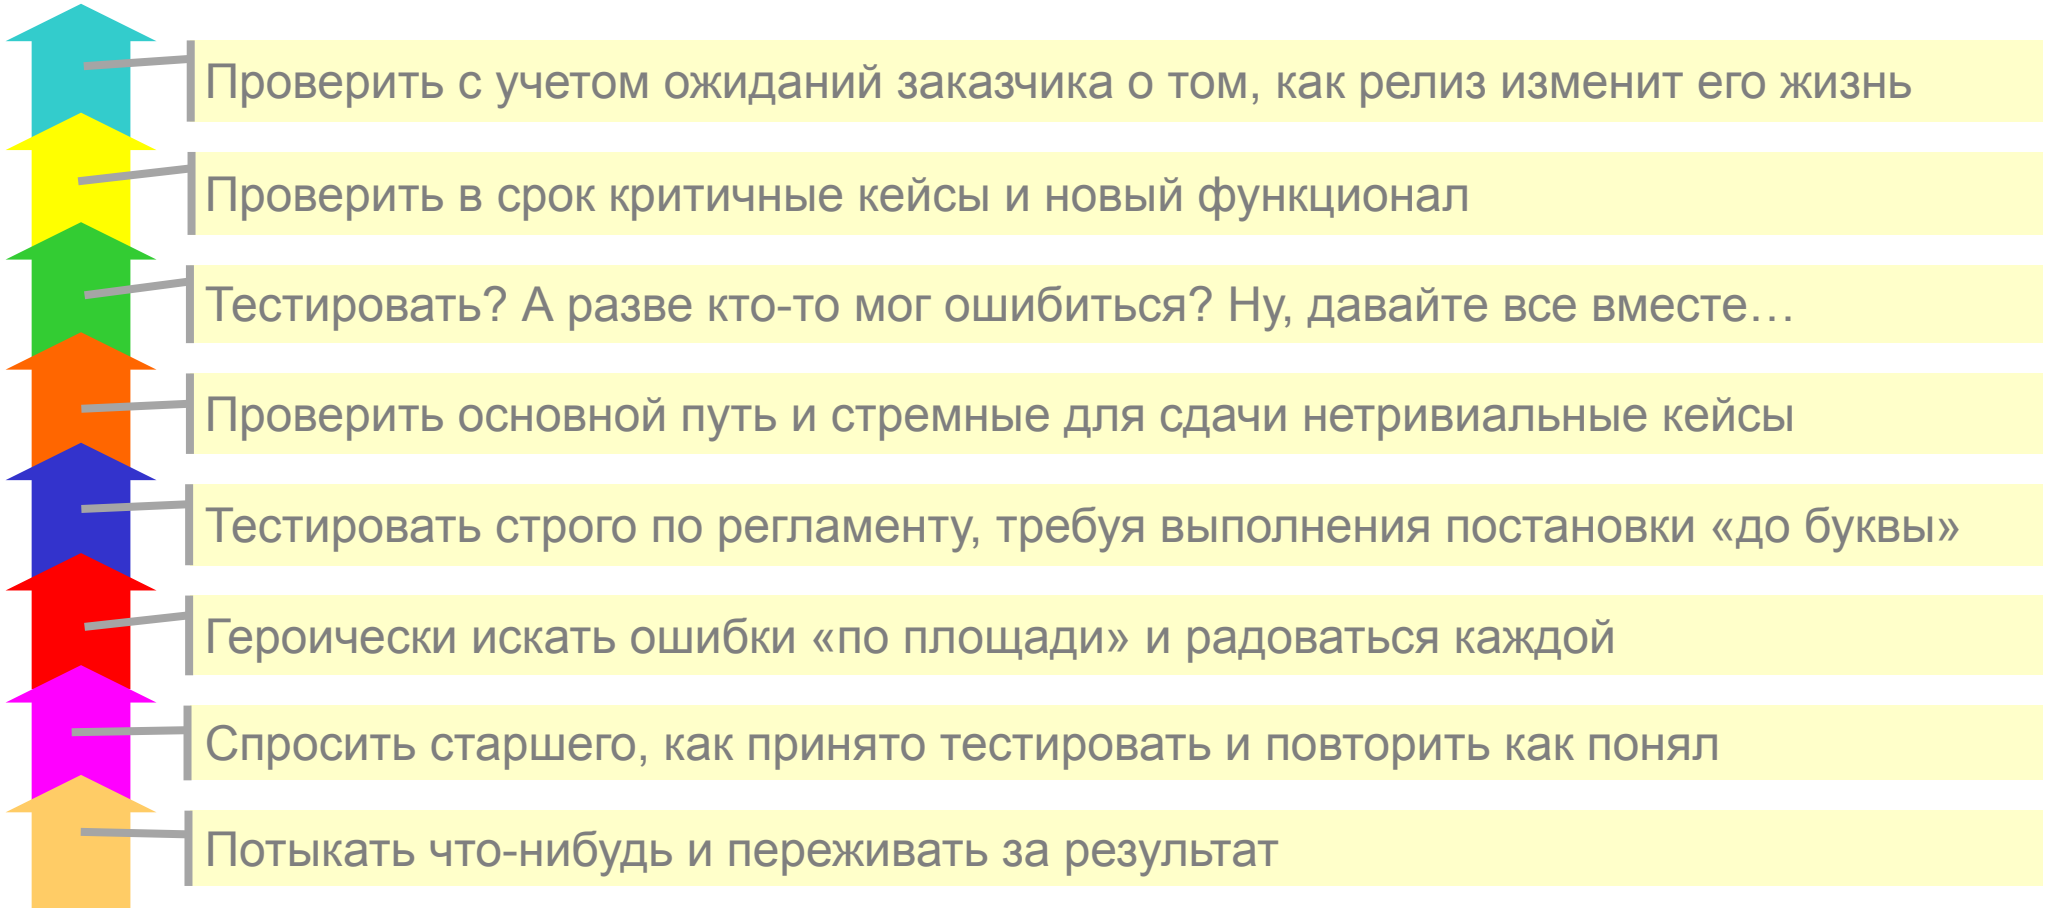 Проверить с учетом ожиданий заказчика о том, как релиз изменит его жизнь
Проверить в срок критичные кейсы и новый функционал
Тестировать? А разве кто-то мог ошибиться? Ну, давайте все вместе…
Проверить основной путь и стремные для сдачи нетривиальные кейсы
Тестировать строго по регламенту, требуя выполнения постановки «до буквы»
Героически искать ошибки «по площади» и радоваться каждой
Спросить старшего, как принято тестировать и повторить как понял
Потыкать что-нибудь и переживать за результат